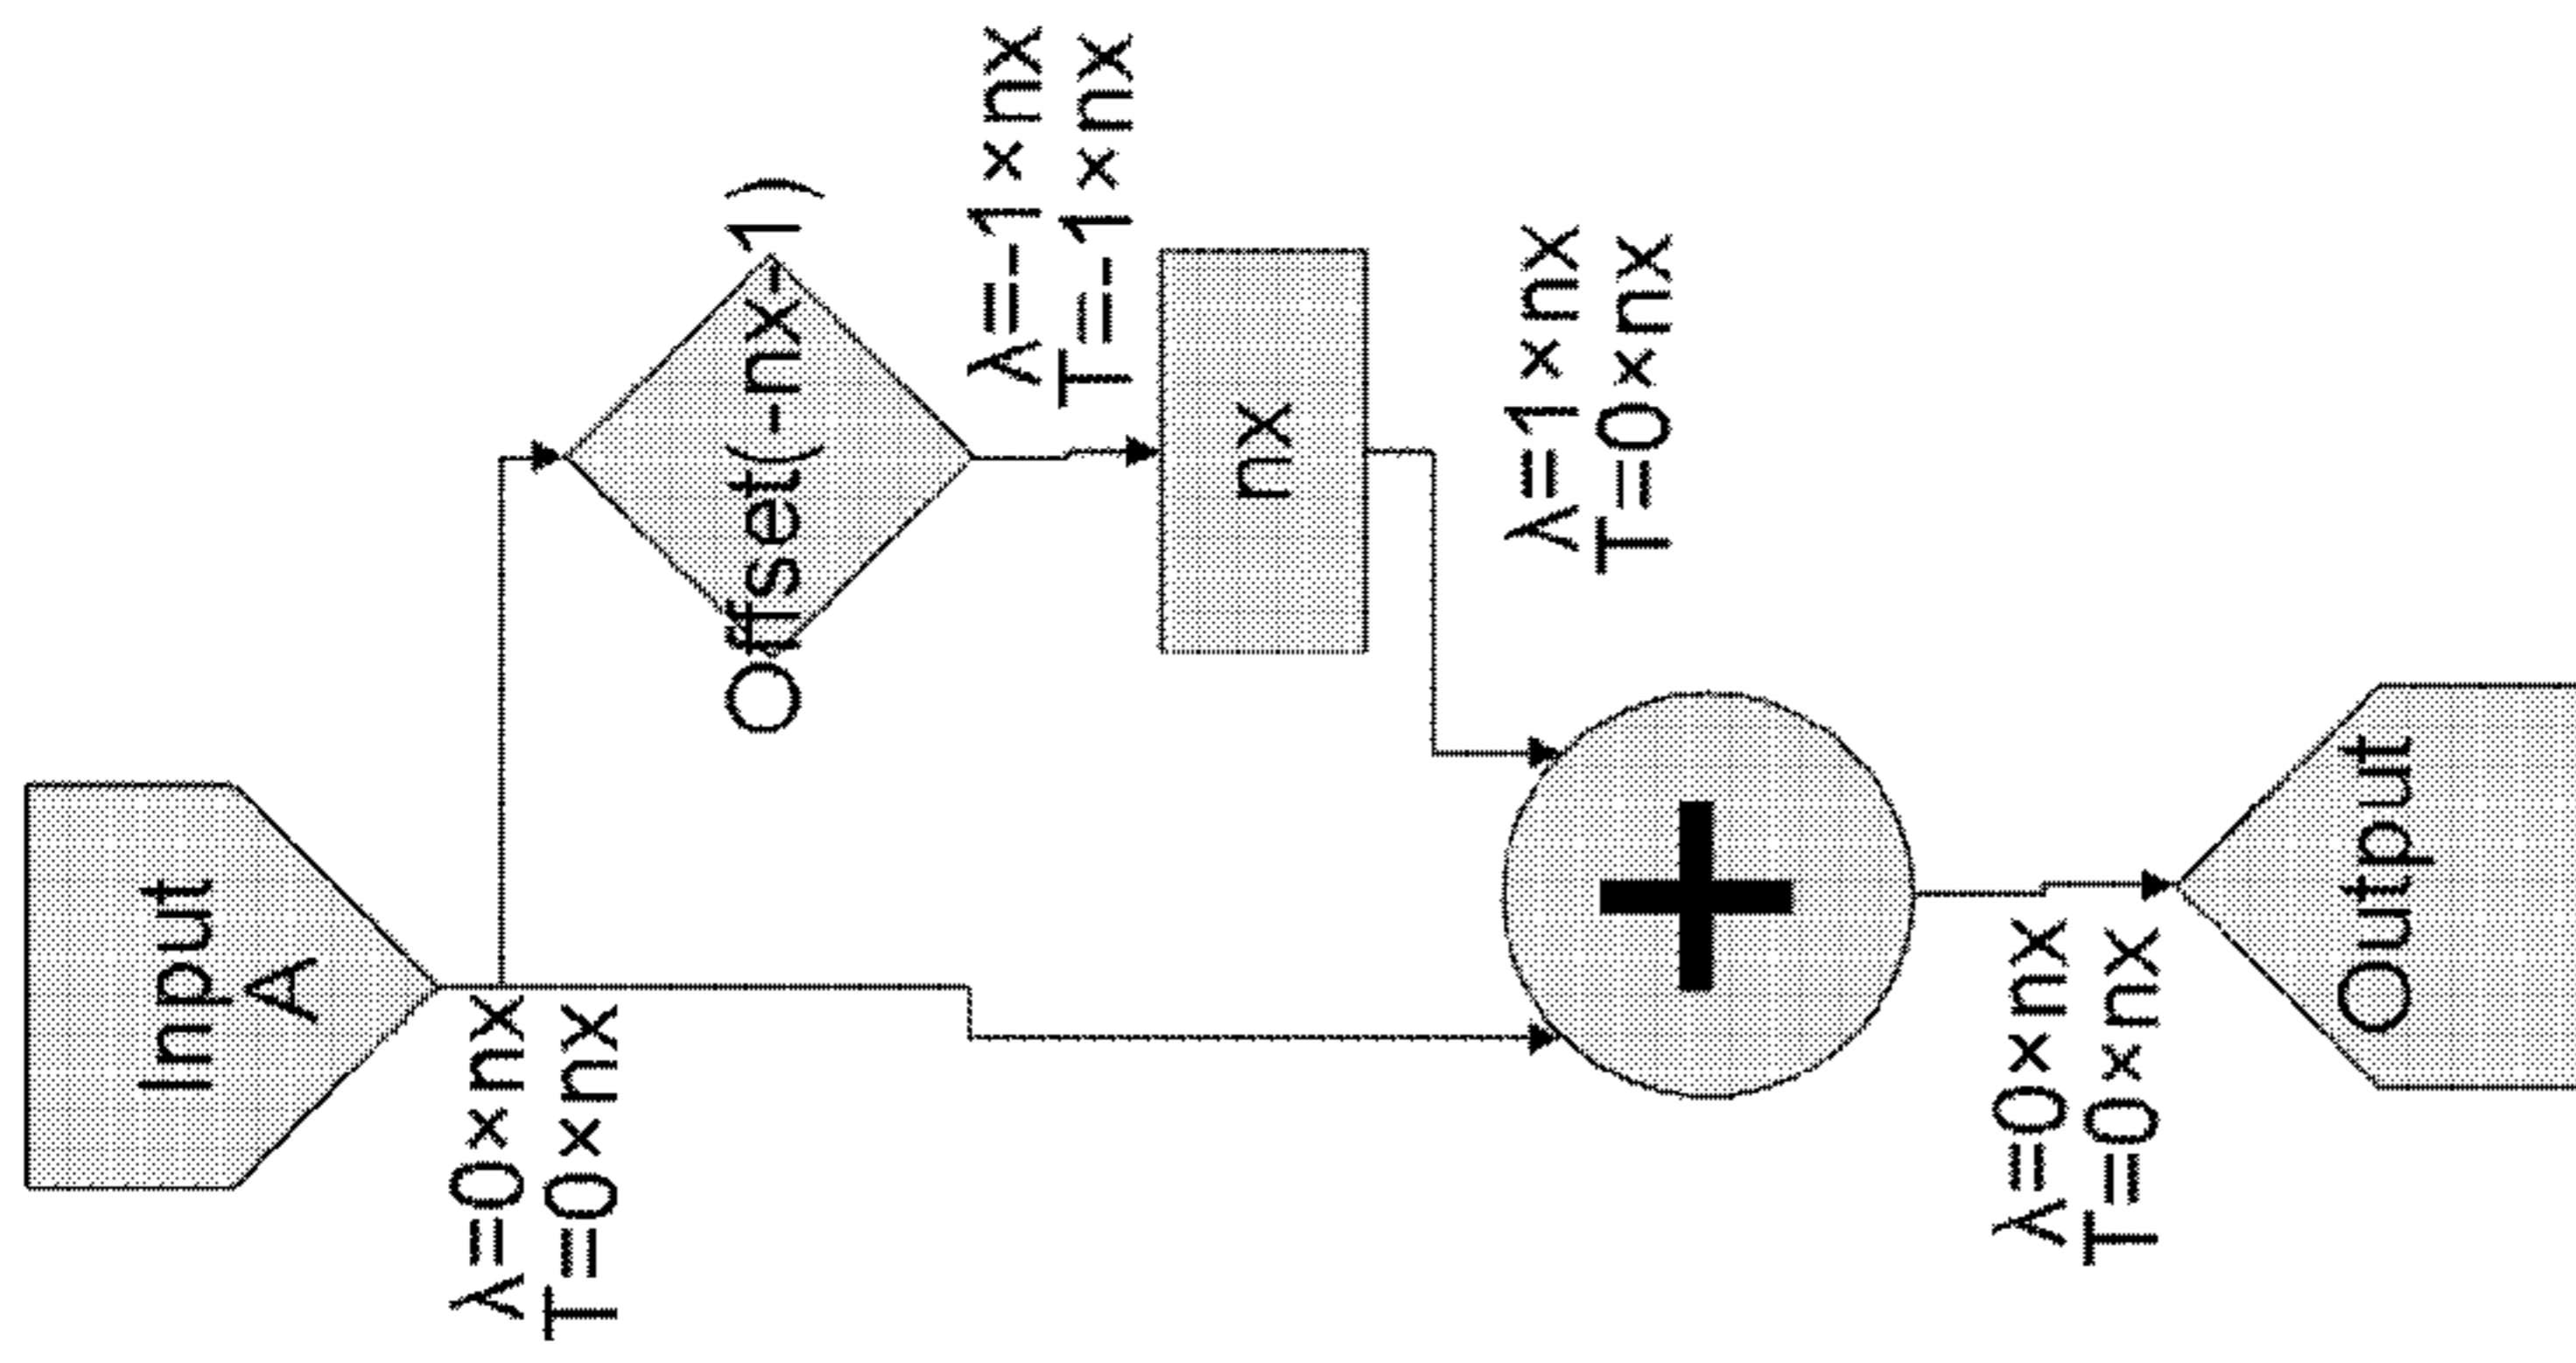 Input
A
λ=0×nx
T=0×nx
Offset(-nx-1)
λ=-1×nx
T=-1×nx
nx
λ=1×nx
T=0×nx
+
λ=0×nx
T=0×nx
Output